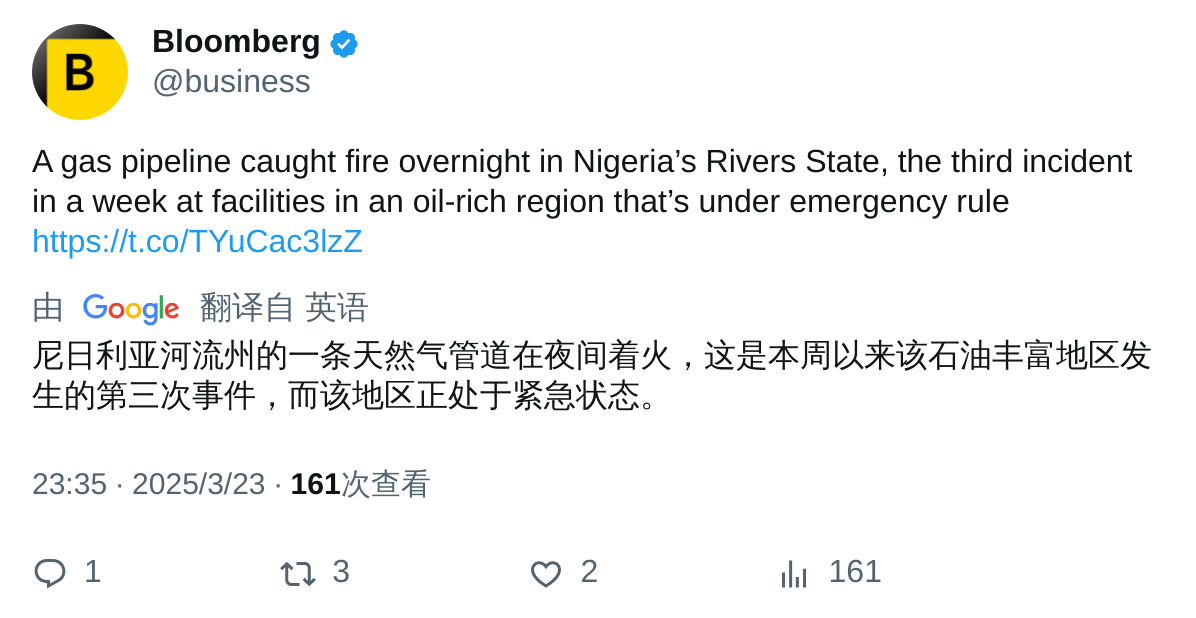 B
Bloomberg
@business
A gas pipeline caught fire overnight in Nigeria’s Rivers State, the third incident
in a week at facilities in an oil-rich region that’s under emergency rule
https://t.co/TYuCac3lzZ
由 Google 翻译自 英语
尼日利亚河流州的一条天然气管道在夜间着火，这是本周以来该石油丰富地区发
生的第三次事件，而该地区正处于紧急状态。
23:35 · 2025/3/23 · 161次查看
1 3 2 161